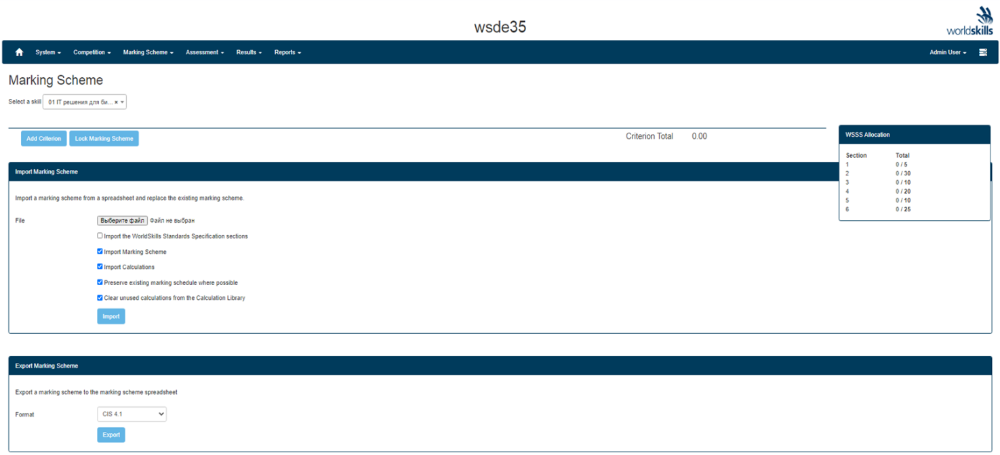 wsde35
worldskills
System Competition Marking Scheme Assessment Results Reports Admin User
Marking Scheme
Select a skill 01 IT решения для би... ×
Add Criterion Lock Marking Scheme Criterion Total 0.00
WSSS Allocation
Section Total
1 0 / 5
2 0 / 30
3 0 / 10
4 0 / 20
5 0 / 10
6 0 / 25
Import Marking Scheme
Import a marking scheme from a spreadsheet and replace the existing marking scheme.
File Выберите файл Файл не выбран
Import the WorldSkills Standards Specification sections
Import Marking Scheme
Import Calculations
Preserve existing marking schedule where possible
Clear unused calculations from the Calculation Library
Import
Export Marking Scheme
Export a marking scheme to the marking scheme spreadsheet
Format CIS 4.1
Export